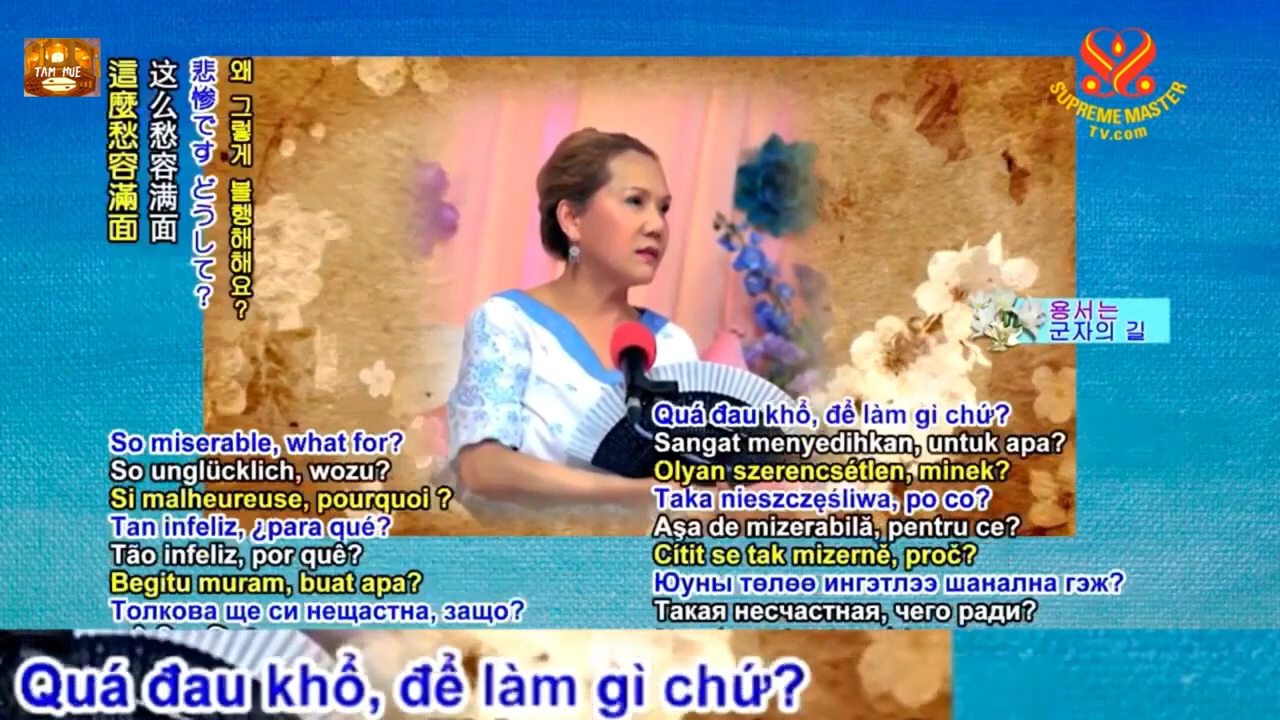 TAM HUE
SUPREME MASTER
TV.com
왜 그렇게 불행해해요?
悲惨です どうして?
这么愁容满面
這麼愁容滿面
용서는
군자의 길
So miserable, what for?
So unglücklich, wozu?
Si malheureuse, pourquoi ?
Tan infeliz, ¿para qué?
Tão infeliz, por quê?
Begitu muram, buat apa?
Толкова ще си нещастна, защо?
Quá đau khổ, để làm gì chứ?
Sangat menyedihkan, untuk apa?
Olyan szerencsétlen, minek?
Taka nieszczęśliwa, po co?
Aşa de mizerabilă, pentru ce?
Cítit se tak mizerně, proč?
Юуны төлөө ингэтлээ шанална гэж?
Такая несчастная, чего ради?
Quá đau khổ, để làm gì chứ?